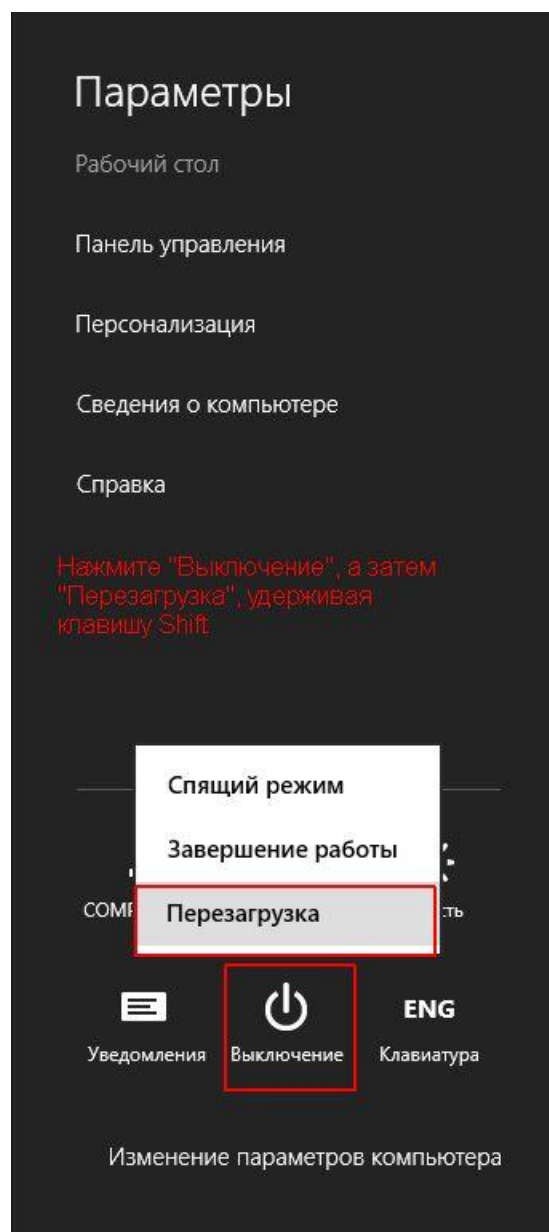 Параметры
Рабочий стол
Панель управления
Персонализация
Сведения о компьютере
Справка
Нажмите "Выключение", а затем
"Перезагрузка", удерживая
клавишу Shift
Спящий режим
Завершение работы
Перезагрузка
Уведомления Выключение ENG Клавиатура
Изменение параметров компьютера